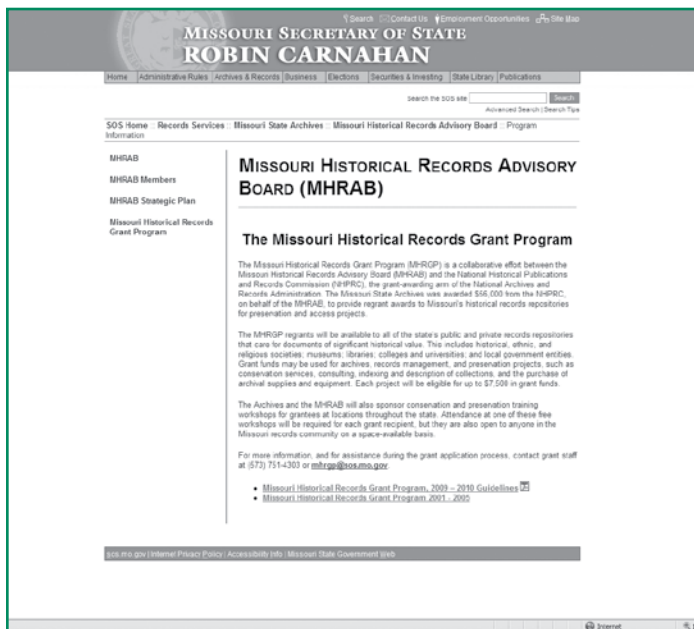 Search Contact Us Employment Opportunities Site Map
MISSOURI SECRETARY OF STATE
ROBIN CARNAHAN
Home Administrative Rules Archives & Records Business Elections Securities & Investing State Library Publications
Search the SOS site: Search
Advanced Search | Search Tips
SOS Home :: Records Services :: Missouri State Archives :: Missouri Historical Records Advisory Board :: Program
Information
MHRAB
MHRAB Members
MHRAB Strategic Plan
Missouri Historical Records
Grant Program
MISSOURI HISTORICAL RECORDS ADVISORY
BOARD (MHRAB)
The Missouri Historical Records Grant Program
The Missouri Historical Records Grant Program (MHRGP) is a collaborative effort between the
Missouri Historical Records Advisory Board (MHRAB) and the National Historical Publications
and Records Commission (NHPRC), the grant-awarding arm of the National Archives and
Records Administration. The Missouri State Archives was awarded $56,000 from the NHPRC,
on behalf of the MHRAB, to provide regrant awards to Missouri's historical records repositories
for preservation and access projects.
The MHRGP regrants will be available to all of the state's public and private records repositories
that care for documents of significant historical value. This includes historical, ethnic, and
religious societies; museums; libraries; colleges and universities; and local government entities.
Grant funds may be used for archives, records management, and preservation projects, such as
conservation services, consulting, indexing and description of collections, and the purchase of
archival supplies and equipment. Each project will be eligible for up to $7,500 in grant funds.
The Archives and the MHRAB will also sponsor conservation and preservation training
workshops for grantees at locations throughout the state. Attendance at one of these free
workshops will be required for each grant recipient, but they are also open to anyone in the
Missouri records community on a space-available basis.
For more information, and for assistance during the grant application process, contact grant staff
at (573) 751-4303 or mhrgp@sos.mo.gov.
• Missouri Historical Records Grant Program, 2009 – 2010 Guidelines
• Missouri Historical Records Grant Program 2001 - 2005
sos.mo.gov | Internet Privacy Policy | Accessibility Info | Missouri State Government Web
Internet